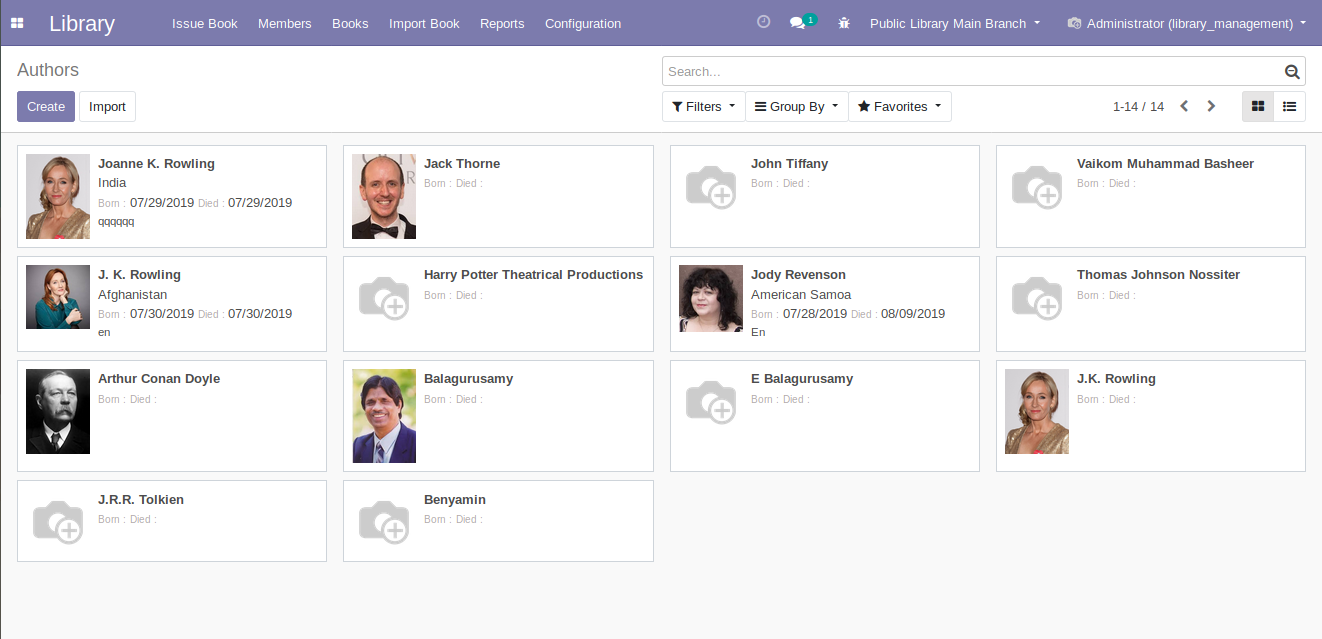 Library Issue Book Members Books Import Book Reports Configuration 1 Public Library Main Branch Administrator (library_management)
Authors
Search...
Create Import
Filters Group By Favorites 1-14 / 14
Joanne K. Rowling
India
Born : 07/29/2019 Died : 07/29/2019
qqqqqq
Jack Thorne
Born : Died :
John Tiffany
Born : Died :
Vaikom Muhammad Basheer
Born : Died :
J. K. Rowling
Afghanistan
Born : 07/30/2019 Died : 07/30/2019
en
Harry Potter Theatrical Productions
Born : Died :
Jody Revenson
American Samoa
Born : 07/28/2019 Died : 08/09/2019
En
Thomas Johnson Nossiter
Born : Died :
Arthur Conan Doyle
Born : Died :
Balagurusamy
Born : Died :
E Balagurusamy
Born : Died :
J.K. Rowling
Born : Died :
J.R.R. Tolkien
Born : Died :
Benyamin
Born : Died :